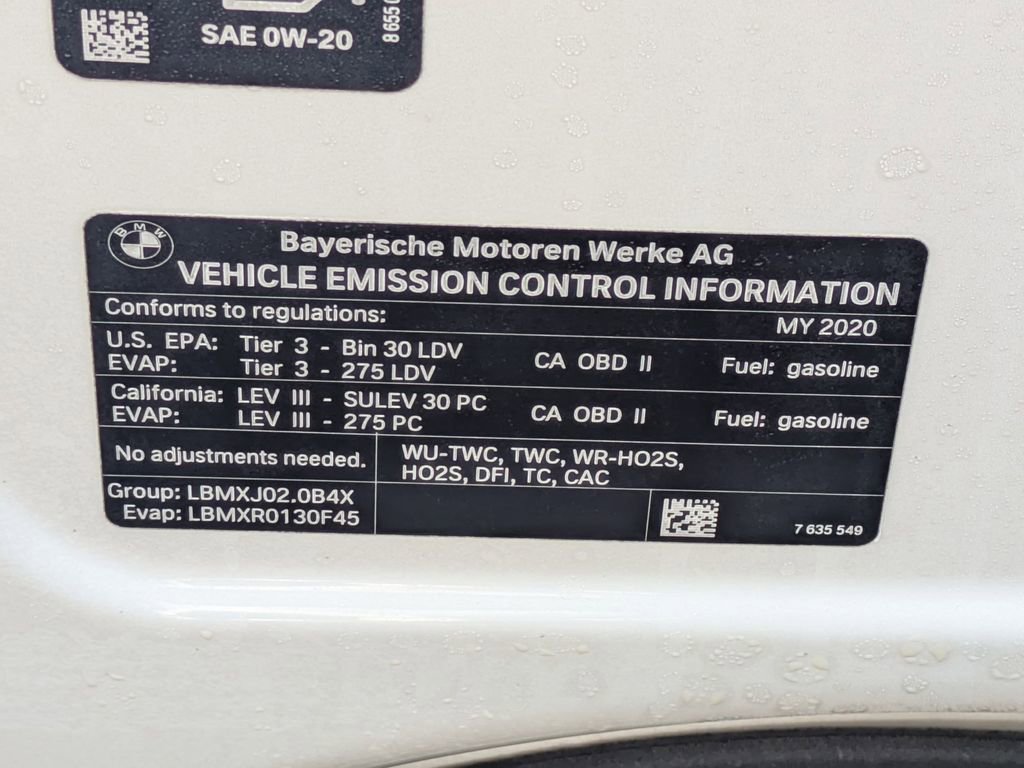 SAE 0W-20
8 655 0
BMW
Bayerische Motoren Werke AG
VEHICLE EMISSION CONTROL INFORMATION
Conforms to regulations:
MY 2020
U.S. EPA: Tier 3 - Bin 30 LDV
EVAP: Tier 3 - 275 LDV
CA OBD II
Fuel: gasoline
California: LEV III - SULEV 30 PC
EVAP: LEV III - 275 PC
CA OBD II
Fuel: gasoline
No adjustments needed.
WU-TWC, TWC, WR-HO2S,
HO2S, DFI, TC, CAC
Group: LBMXJ02.0B4X
Evap: LBMXR0130F45
7 635 549